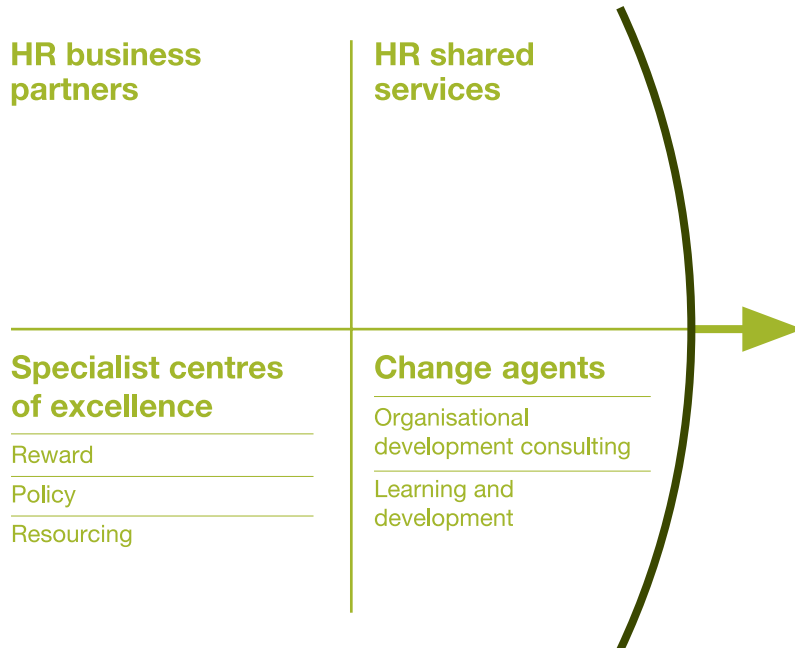 HR business
partners
HR shared
services
Specialist centres
of excellence
Reward
Policy
Resourcing
Change agents
Organisational
development consulting
Learning and
development